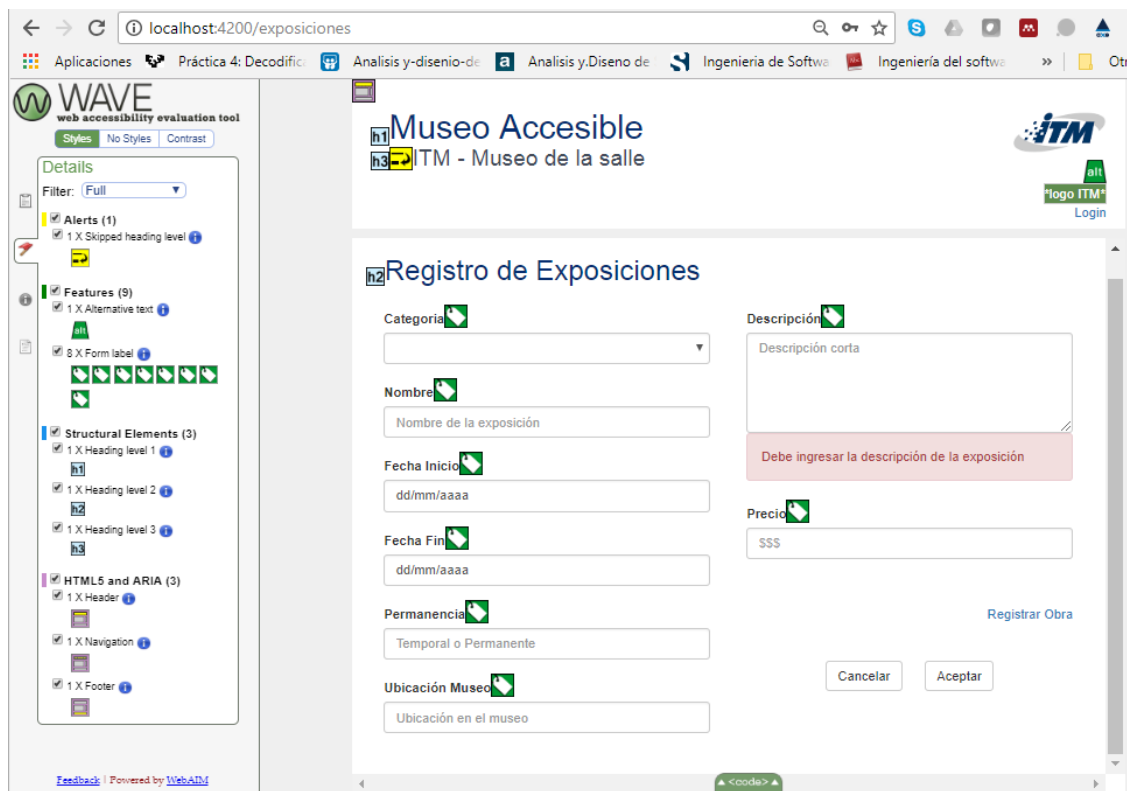 localhost:4200/exposiciones
Aplicaciones
Práctica 4: Decodific
Analisis y-disenio-de
a
Analisis y.Diseno de
Ingenieria de Softwa
Ingeniería del softwa
»
Otr
WAVE
web accessibility evaluation tool
Styles
No Styles
Contrast
Details
Filter: Full
Alerts (1)
1 X Skipped heading level
Features (9)
1 X Alternative text
alt
8 X Form label
Structural Elements (3)
1 X Heading level 1
h1
1 X Heading level 2
h2
1 X Heading level 3
h3
HTML5 and ARIA (3)
1 X Header
1 X Navigation
1 X Footer
Feedback | Powered by WebAIM
h1 Museo Accesible
h3 ITM - Museo de la salle
iTM
alt
*logo ITM*
Login
h2 Registro de Exposiciones
Categoria
Nombre
Nombre de la exposición
Fecha Inicio
dd/mm/aaaa
Fecha Fin
dd/mm/aaaa
Permanencia
Temporal o Permanente
Ubicación Museo
Ubicación en el museo
Descripción
Descripción corta
Debe ingresar la descripción de la exposición
Precio
$$$
Registrar Obra
Cancelar
Aceptar
<code>